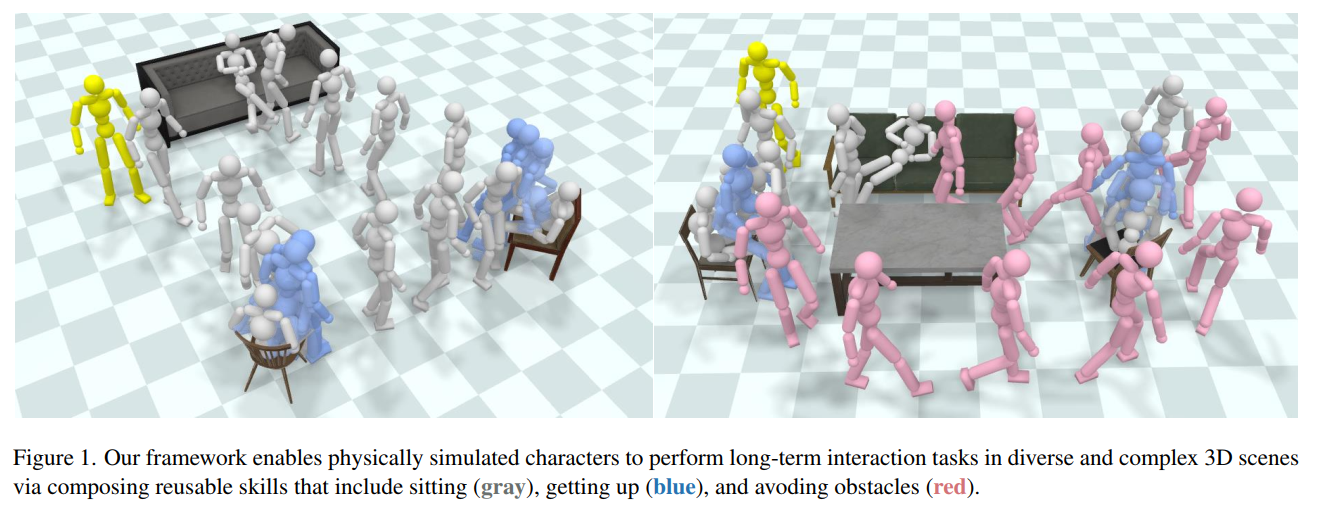 Figure 1. Our framework enables physically simulated characters to perform long-term interaction tasks in diverse and complex 3D scenes
via composing reusable skills that include sitting (gray), getting up (blue), and avoding obstacles (red).